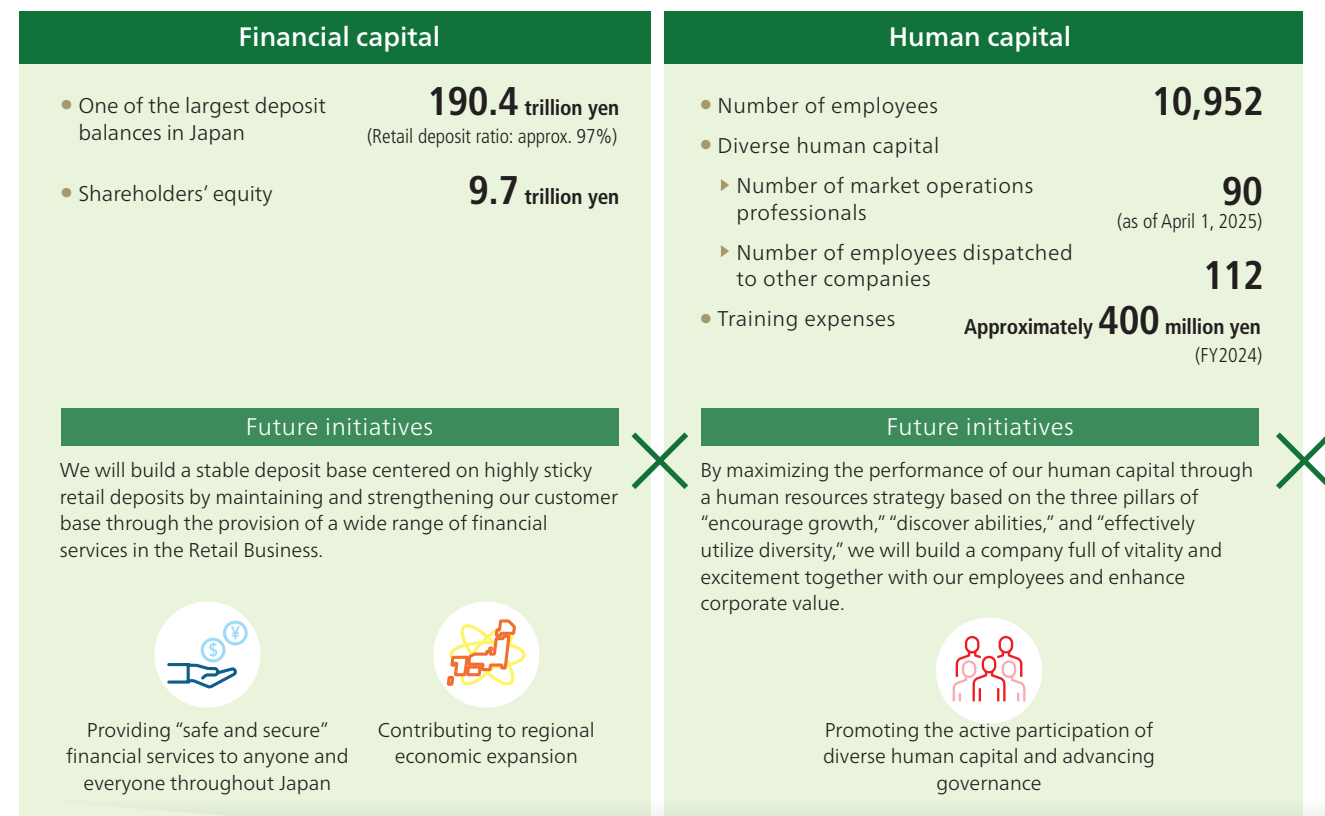 Financial capital
• One of the largest deposit
balances in Japan
190.4 trillion yen
(Retail deposit ratio: approx. 97%)
• Shareholders’ equity
9.7 trillion yen
Future initiatives
We will build a stable deposit base centered on highly sticky
retail deposits by maintaining and strengthening our customer
base through the provision of a wide range of financial
services in the Retail Business.
$
¥
Providing “safe and secure”
financial services to anyone and
everyone throughout Japan
Contributing to regional
economic expansion
Human capital
• Number of employees
10,952
• Diverse human capital
Number of market operations
professionals
90
(as of April 1, 2025)
Number of employees dispatched
to other companies
112
• Training expenses
Approximately 400 million yen
(FY2024)
Future initiatives
By maximizing the performance of our human capital through
a human resources strategy based on the three pillars of
“encourage growth,” “discover abilities,” and “effectively
utilize diversity,” we will build a company full of vitality and
excitement together with our employees and enhance
corporate value.
Promoting the active participation of
diverse human capital and advancing
governance